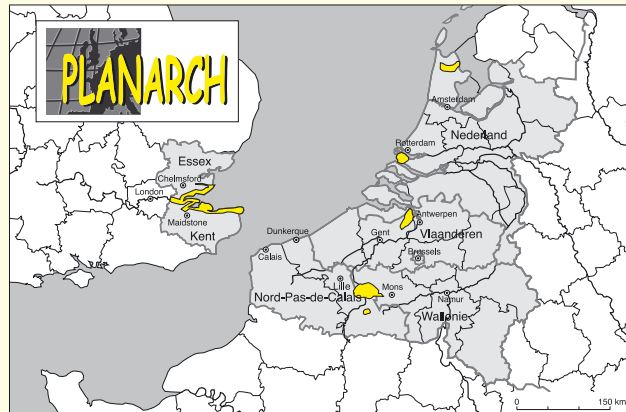 PLANARCH
Amsterdam
Nederland
Rotterdam
Essex
Chelmsford
London
Maidstone
Kent
Antwerpen
Dunkerque
Gent
Vlaanderen
Calais
Brussels
Lille
Mons
Nord-Pas-de-Calais
Namur
Wallonie
0 150 km